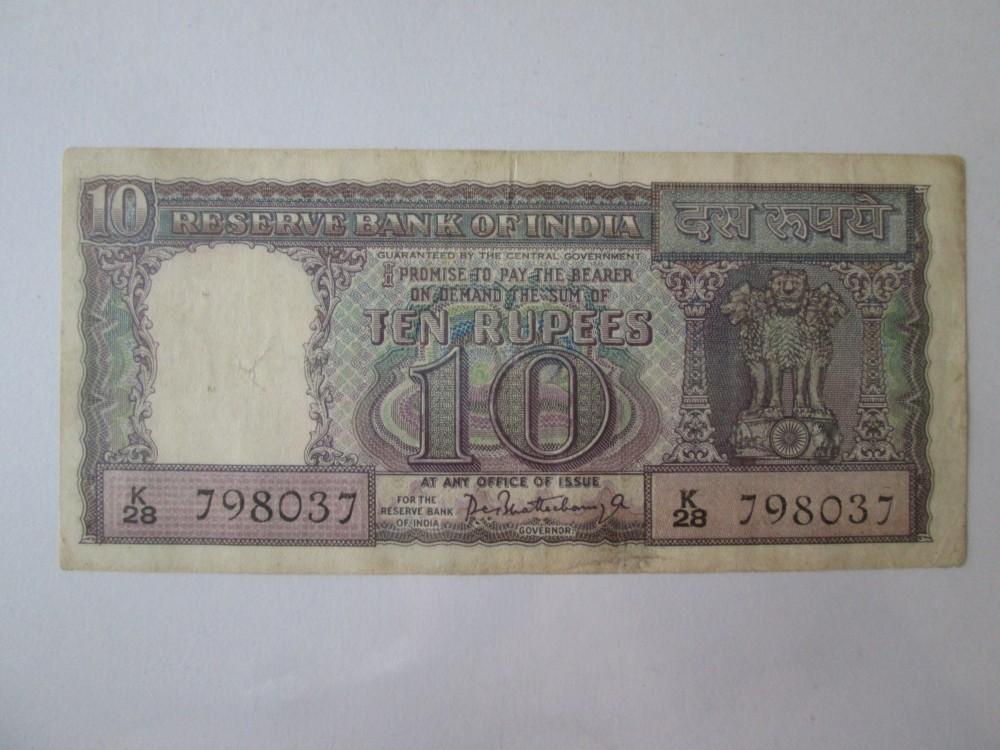 10 RESERVE BANK OF INDIA दस रूपये
GUARANTEED BY THE CENTRAL GOVERNMENT
I PROMISE TO PAY THE BEARER
ON DEMAND THE SUM OF
TEN RUPEES
10
AT ANY OFFICE OF ISSUE
K
28 798037
FOR THE
RESERVE BANK
OF INDIA
P C Bhattacharyya
GOVERNOR.
K
28 798037